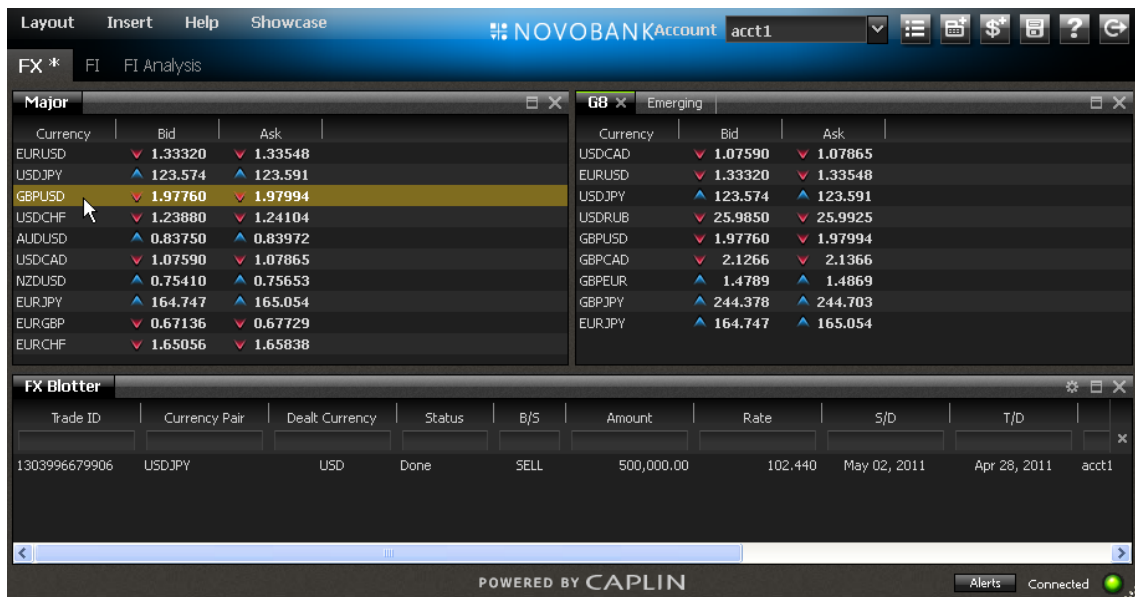 Layout Insert Help Showcase NOVOBANK Account acct1
FX * FI FI Analysis
Major
Currency Bid Ask
EURUSD 1.33320 1.33548
USDJPY 123.574 123.591
GBPUSD 1.97760 1.97994
USDCHF 1.23880 1.24104
AUDUSD 0.83750 0.83972
USDCAD 1.07590 1.07865
NZDUSD 0.75410 0.75653
EURJPY 164.747 165.054
EURGBP 0.67136 0.67729
EURCHF 1.65056 1.65838
G8 Emerging
Currency Bid Ask
USDCAD 1.07590 1.07865
EURUSD 1.33320 1.33548
USDJPY 123.574 123.591
USDRUB 25.9850 25.9925
GBPUSD 1.97760 1.97994
GBPCAD 2.1266 2.1366
GBPEUR 1.4789 1.4869
GBPJPY 244.378 244.703
EURJPY 164.747 165.054
FX Blotter
Trade ID Currency Pair Dealt Currency Status B/S Amount Rate S/D T/D
1303996679906 USDJPY USD Done SELL 500,000.00 102.440 May 02, 2011 Apr 28, 2011 acct1
POWERED BY CAPLIN Alerts Connected